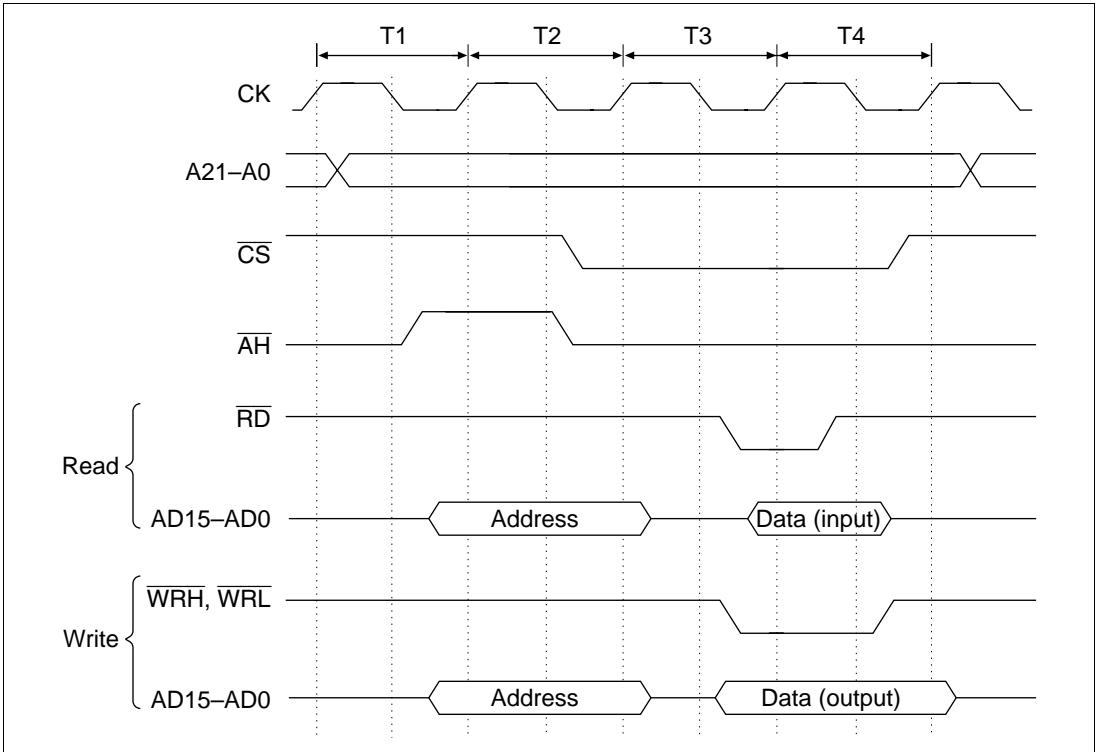 T1 T2 T3 T4
CK
A21–A0
CS
AH
Read
RD
AD15–AD0 Address Data (input)
Write
WRH, WRL
AD15–AD0 Address Data (output)